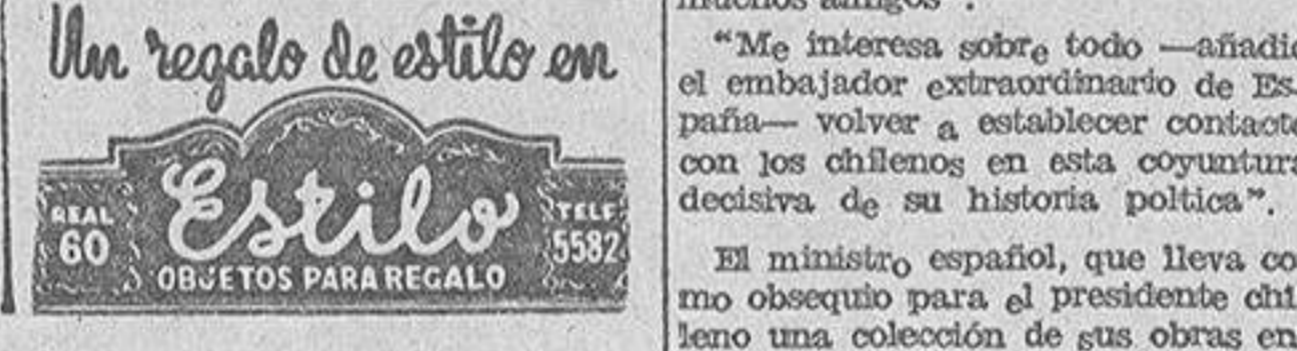 Un regalo de estilo en
Estilo
REAL
60
TELF.
5582
OBJETOS PARA REGALO
muchos amigos".
"Me interesa sobre todo —añadió
el embajador extraordinario de Es-
paña— volver a establecer contacto
con los chilenos en esta coyuntura
decisiva de su historia poltica".
El ministro español, que lleva co-
mo obsequio para el presidente chi-
leno una colección de sus obras en-